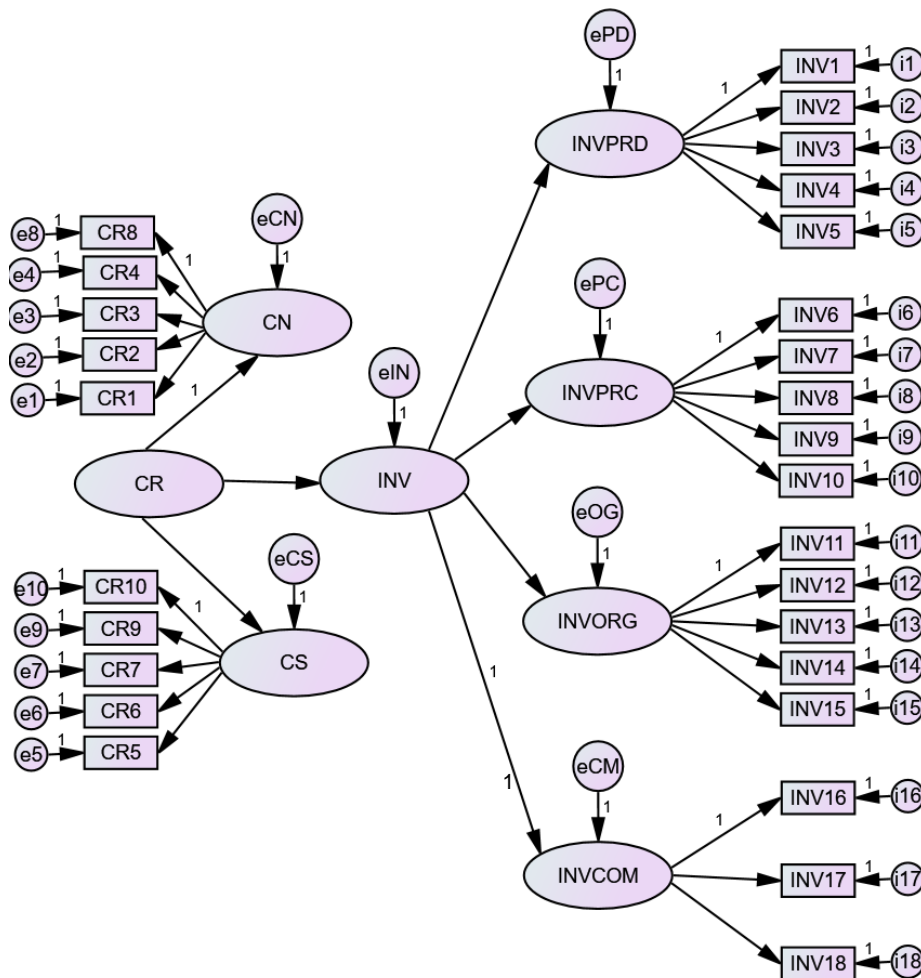 ePD
1
INVPRD
1
INV1 1 i1
INV2 1 i2
INV3 1 i3
INV4 1 i4
INV5 1 i5
eCN
1
CN
e8 1 CR8
1
e4 1 CR4
e3 1 CR3
e2 1 CR2
e1 1 CR1
1
ePC
1
INVPRC
1
INV6 1 i6
INV7 1 i7
INV8 1 i8
INV9 1 i9
INV10 1 i10
eIN
1
CR
INV
eCS
1
CS
e10 1 CR10
1
e9 1 CR9
e7 1 CR7
e6 1 CR6
e5 1 CR5
eOG
1
INVORG
1
INV11 1 i11
INV12 1 i12
INV13 1 i13
INV14 1 i14
INV15 1 i15
1
1
eCM
1
INVCOM
1
INV16 1 i16
INV17 1 i17
INV18 1 i18